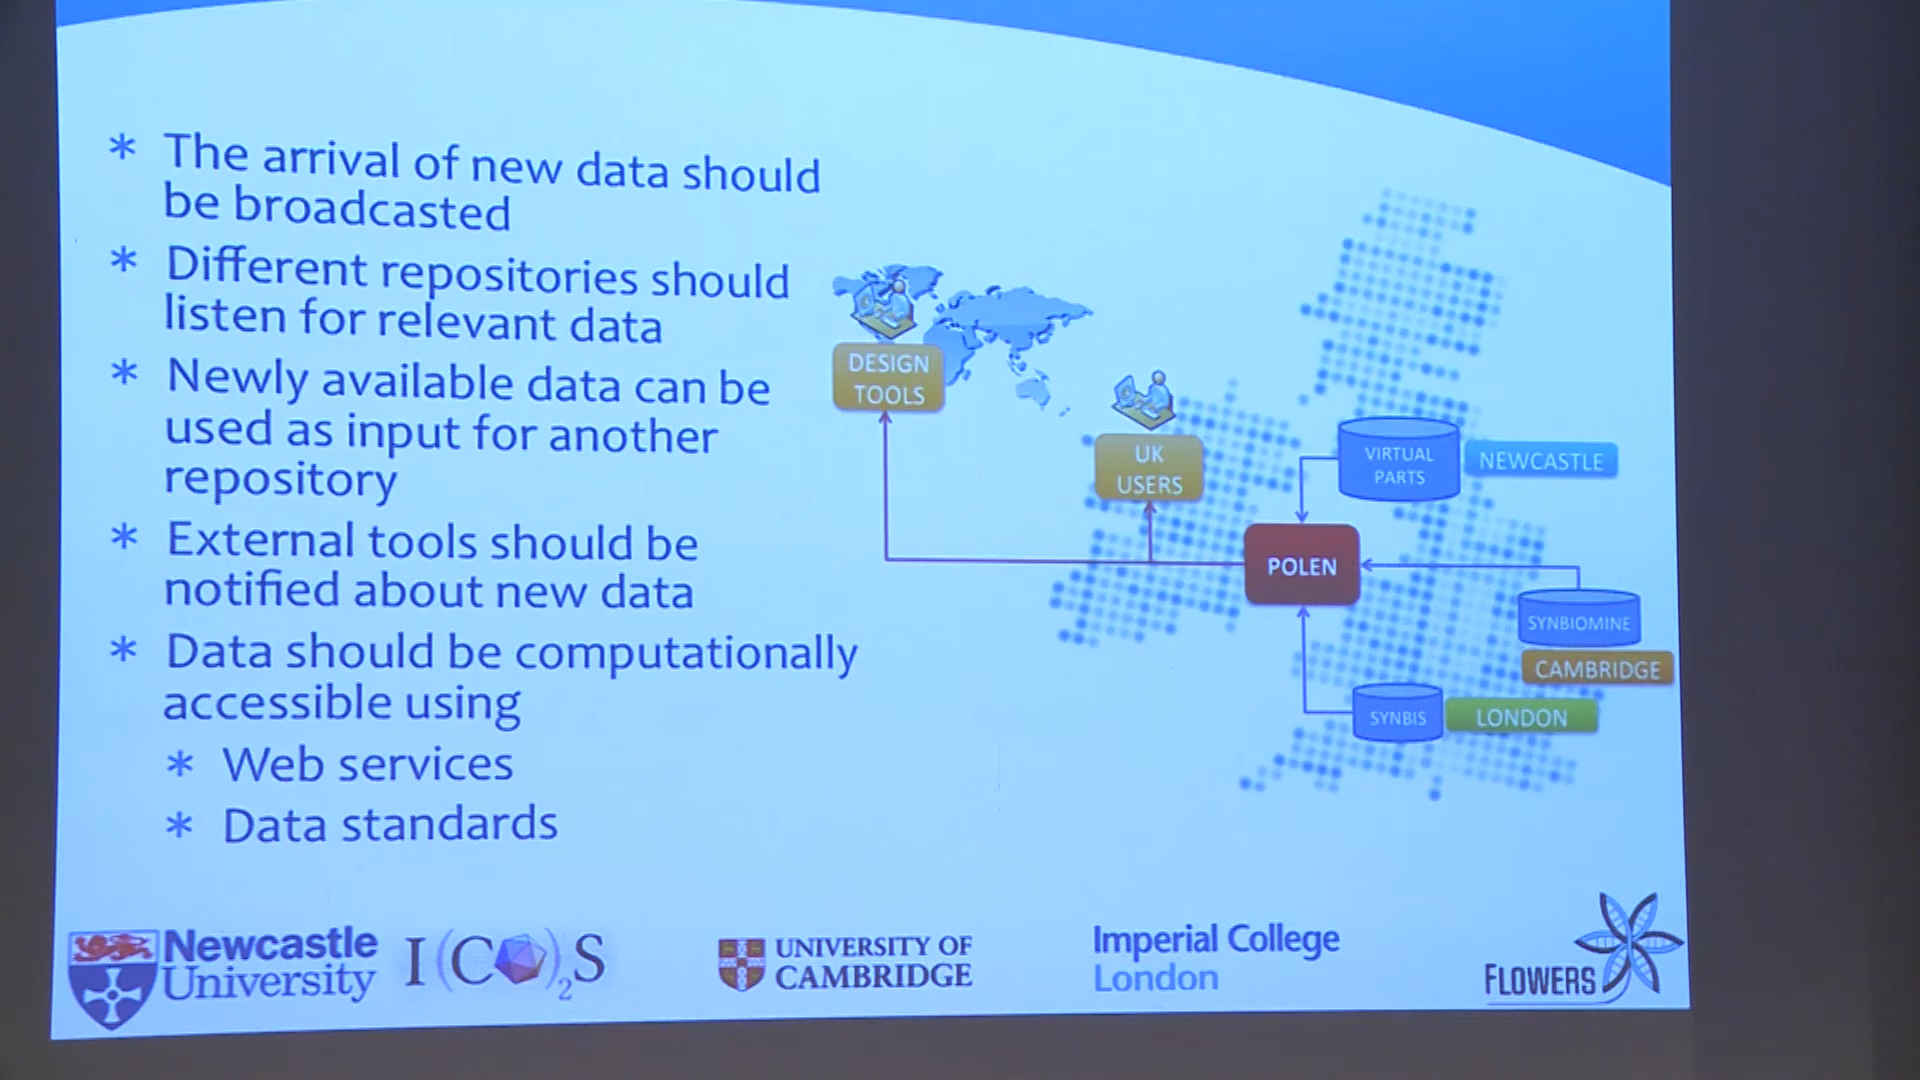 * The arrival of new data should
be broadcasted
* Different repositories should
listen for relevant data
* Newly available data can be
used as input for another
repository
* External tools should be
notified about new data
* Data should be computationally
accessible using
* Web services
* Data standards
DESIGN
TOOLS
UK
USERS
VIRTUAL
PARTS
NEWCASTLE
POLEN
SYNBIOMINE
CAMBRIDGE
SYNBIS
LONDON
Newcastle
University
I(CO)2S
UNIVERSITY OF
CAMBRIDGE
Imperial College
London
FLOWERS